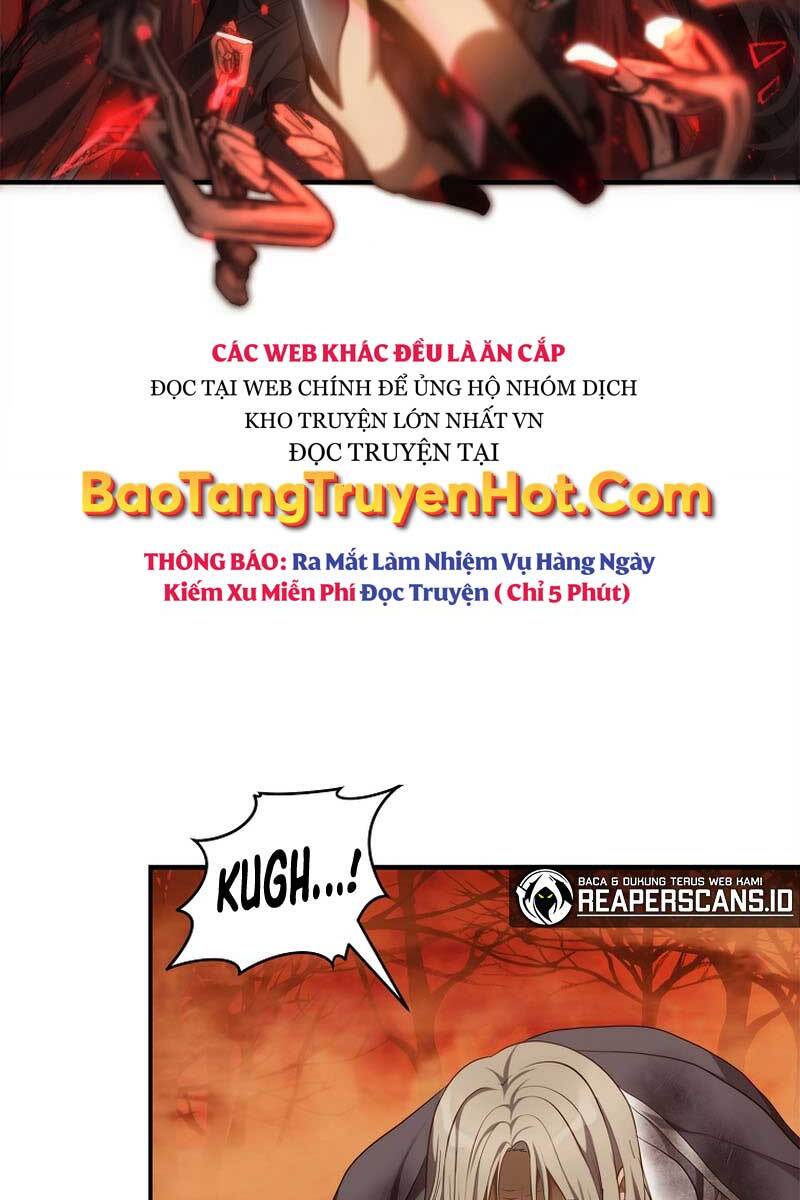 CÁC WEB KHÁC ĐỀU LÀ ĂN CẮP
ĐỌC TẠI WEB CHÍNH ĐỂ ỦNG HỘ NHÓM DỊCH
KHO TRUYỆN LỚN NHẤT VN
ĐỌC TRUYỆN TẠI
BaoTangTruyenHot.Com
THÔNG BÁO: Ra Mắt Làm Nhiệm Vụ Hàng Ngày
Kiếm Xu Miễn Phí Đọc Truyện ( Chỉ 5 Phút)
KUGH...!
BACA & DUKUNG TERUS WEB KAMI
REAPERSCANS.ID